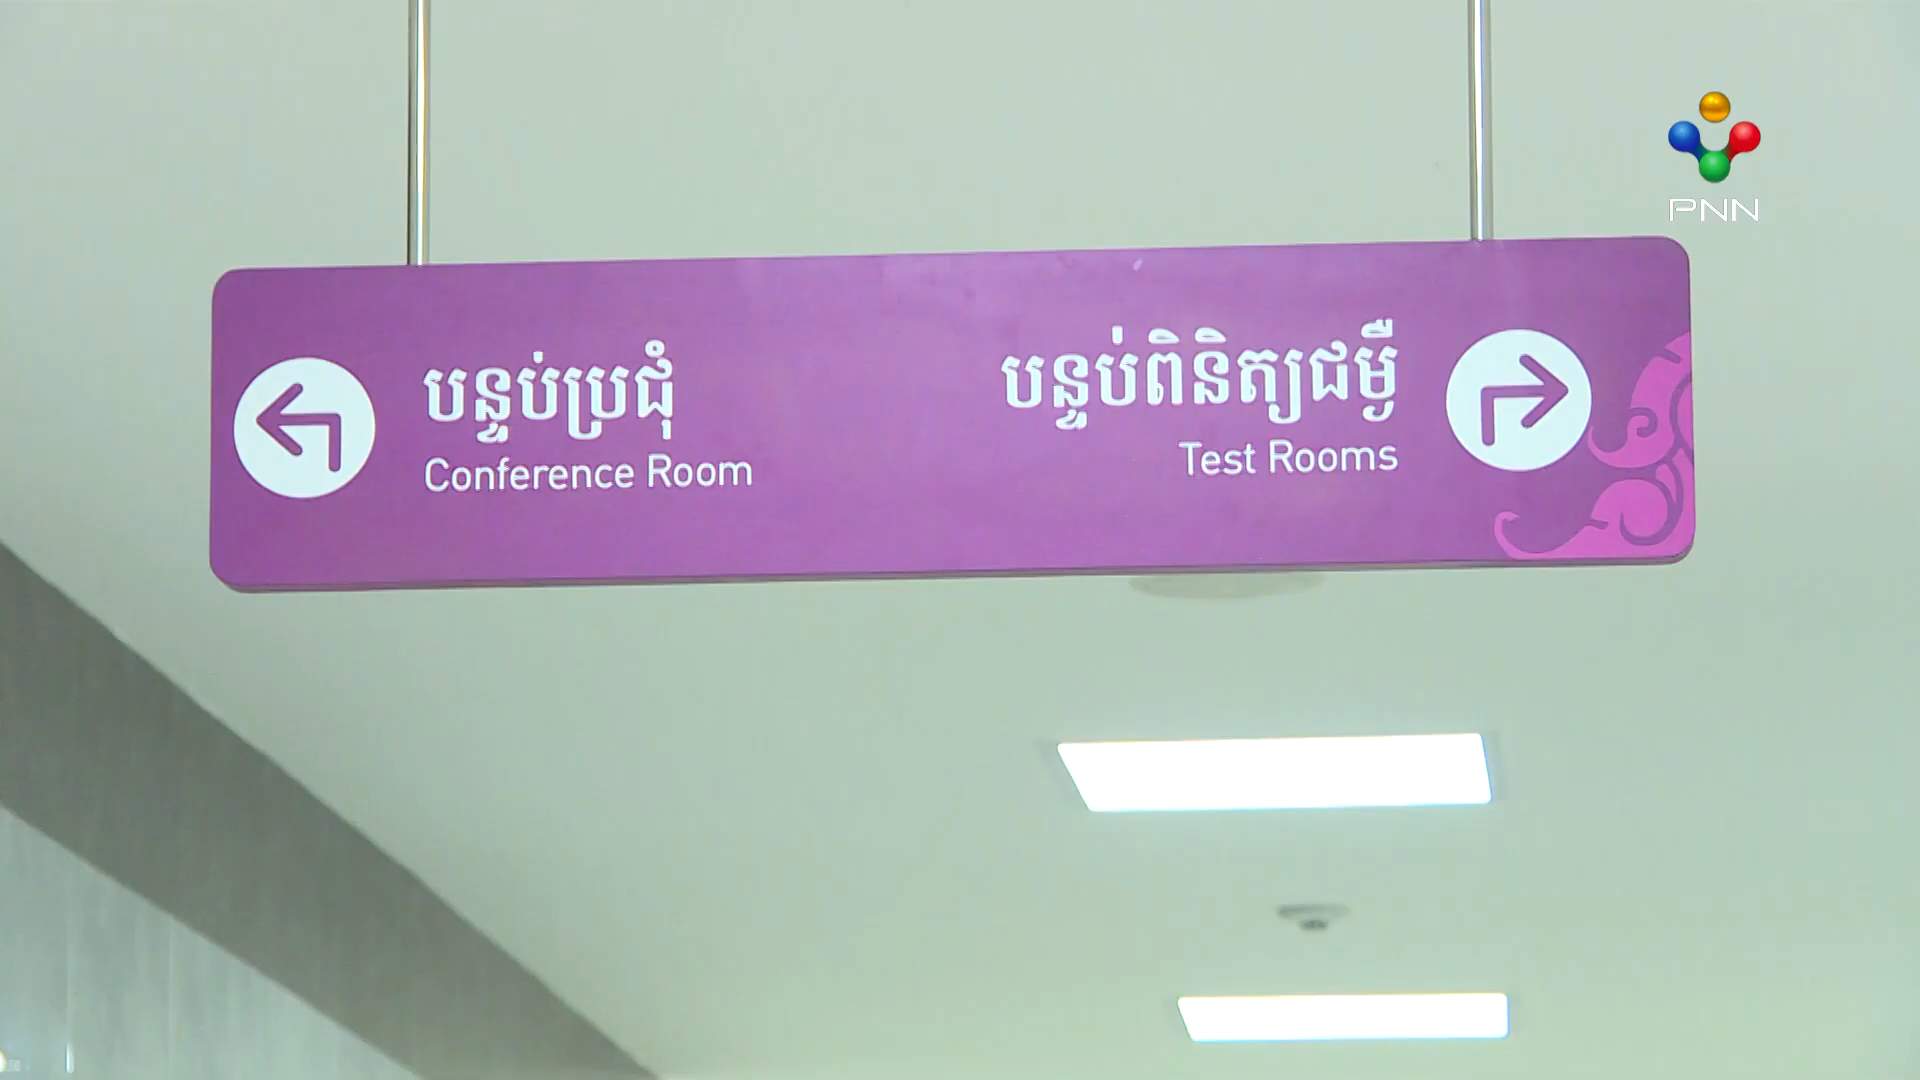 បន្ទប់ប្រជុំ
Conference Room
បន្ទប់ពិនិត្យជម្ងឺ
Test Rooms
PNN